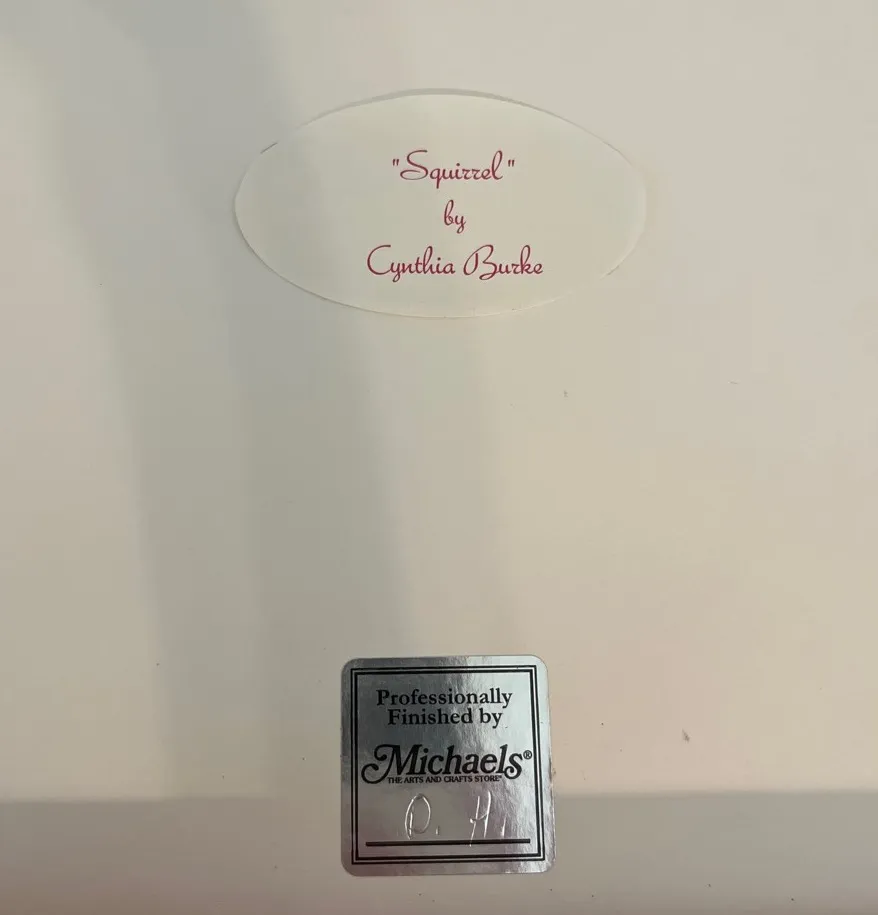 "Squirrel"
by
Cynthia Burke
Professionally
Finished by
Michaels®
THE ARTS AND CRAFTS STORE®
D. H.